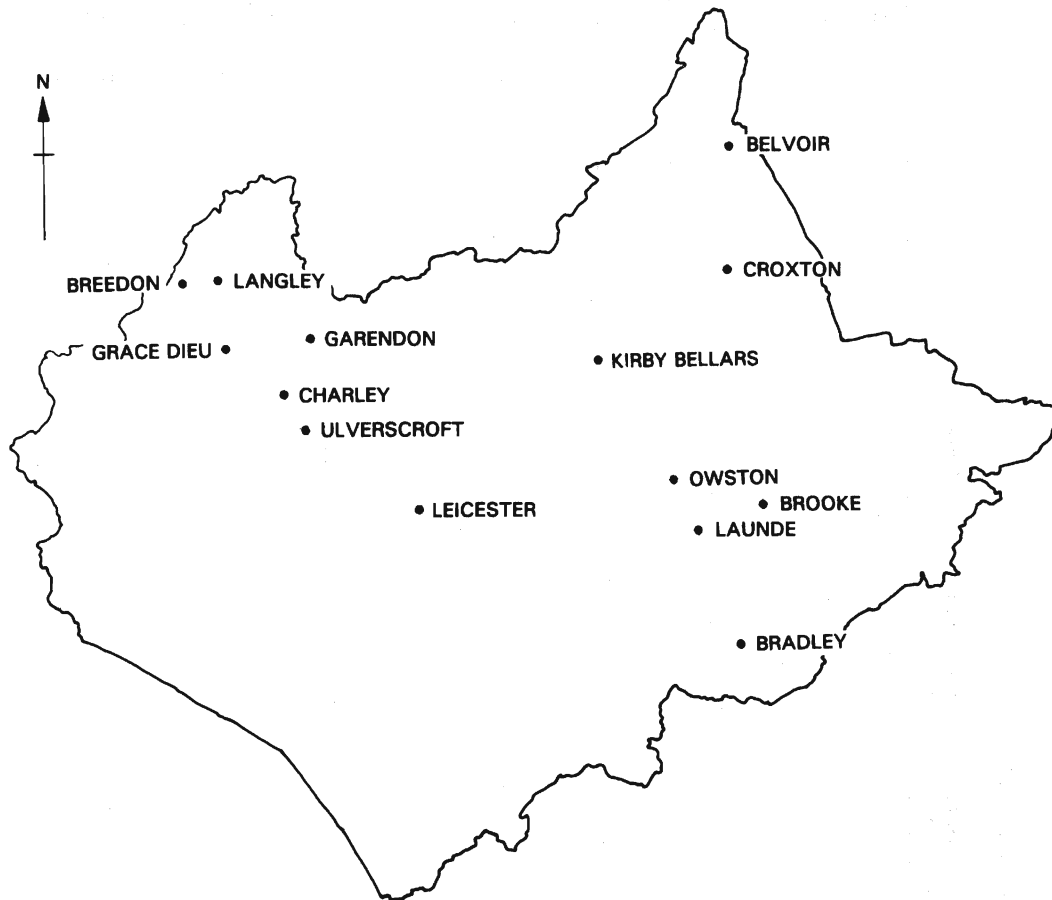 N
BELVOIR
CROXTON
BREEDON
LANGLEY
GARENDON
GRACE DIEU
KIRBY BELLARS
CHARLEY
ULVERSCROFT
OWSTON
BROOKE
LEICESTER
LAUNDE
BRADLEY